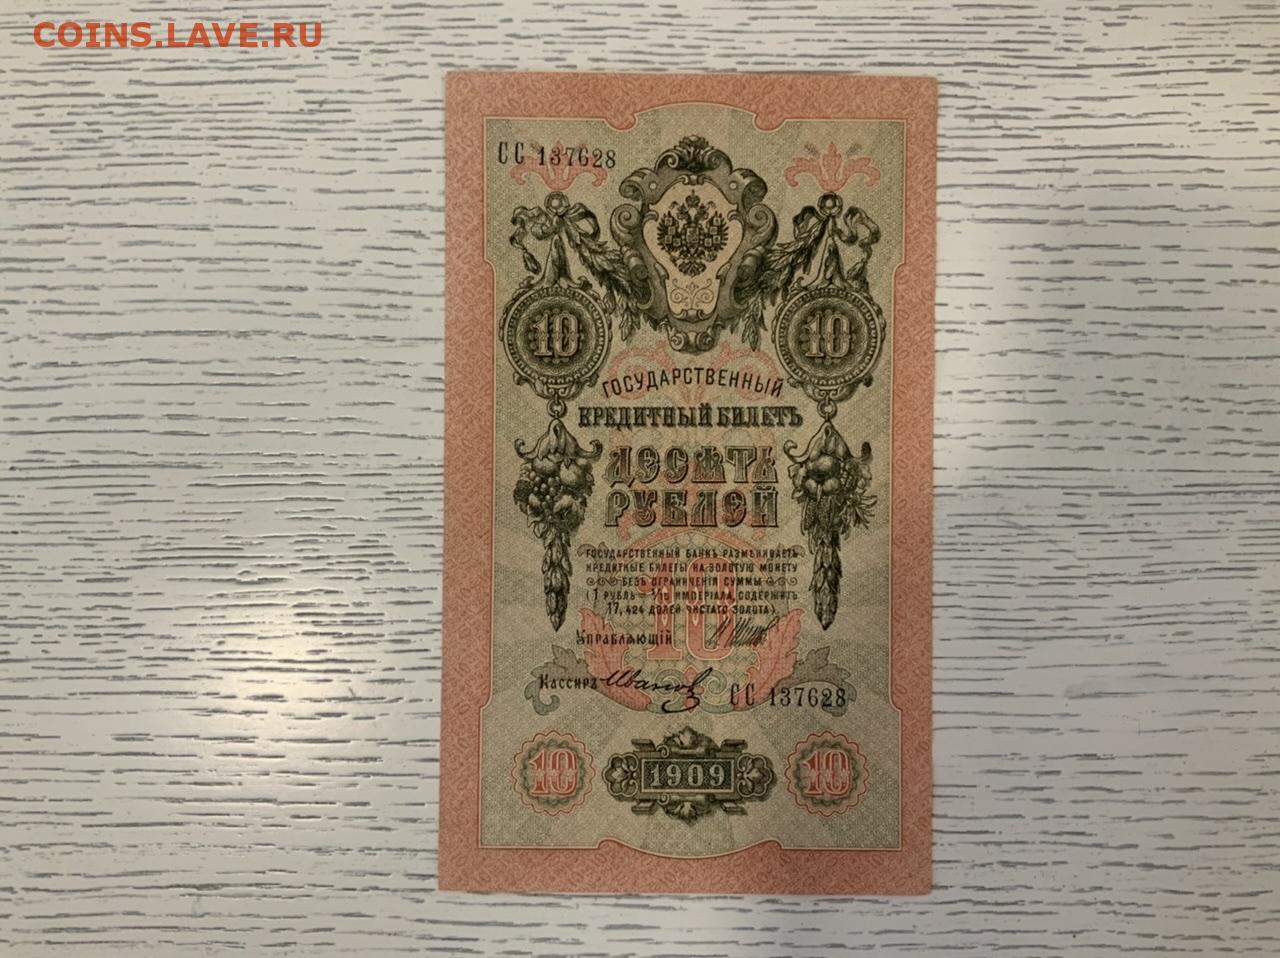 COINS.LAVE.RU
СС 137628
10 10
ГОСУДАРСТВЕННЫЙ
КРЕДИТНЫЙ БИЛЕТЪ
ДЕСЯТЬ
РУБЛЕЙ
ГОСУДАРСТВЕННЫЙ БАНКЪ РАЗМѢНИВАЕТЪ
КРЕДИТНЫЕ БИЛЕТЫ НА ЗОЛОТУЮ МОНЕТУ
БЕЗЪ ОГРАНИЧЕНІЯ СУММЫ
(1 РУБЛЬ = 1/15 ИМПЕРІАЛА, СОДЕРЖИТЪ
17,424 ДОЛЕЙ ЧИСТАГО ЗОЛОТА)
10
УПРАВЛЯЮЩІЙ
КАССИРЪ Иванов
СС 137628
10 1909 10